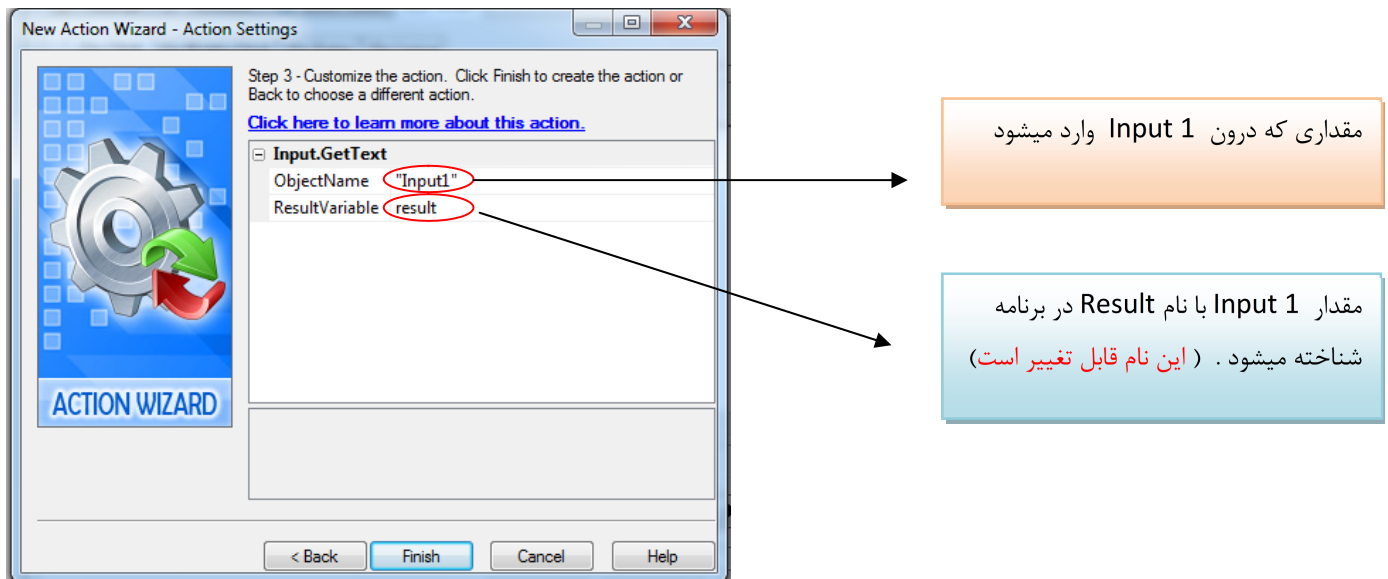 New Action Wizard - Action Settings
Step 3 - Customize the action. Click Finish to create the action or
Back to choose a different action.
Click here to learn more about this action.
Input.GetText
ObjectName "Input1"
ResultVariable result
ACTION WIZARD
< Back Finish Cancel Help
مقداری که درون Input 1 وارد میشود
مقدار Input 1 با نام Result در برنامه
شناخته میشود . ( این نام قابل تغییر است)